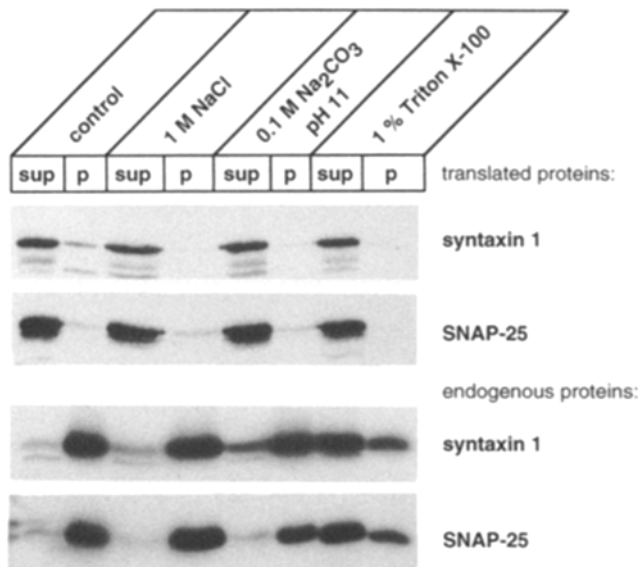 control
1 M NaCl
0.1 M Na2CO3
pH 11
1 % Triton X-100
sup p sup p sup p sup p
translated proteins:
syntaxin 1
SNAP-25
endogenous proteins:
syntaxin 1
SNAP-25